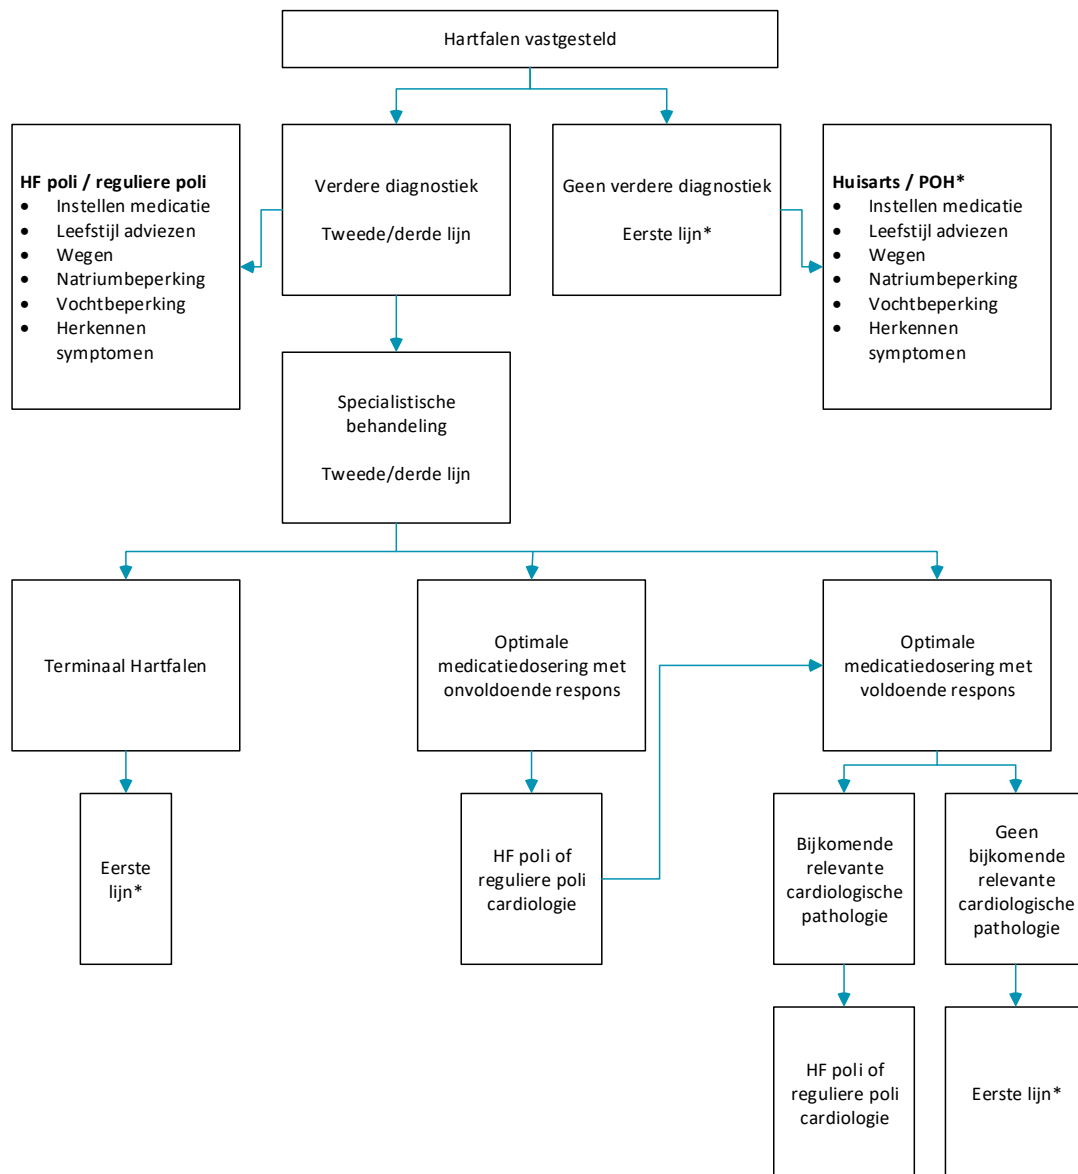 Hartfalen vastgesteld
HF poli / reguliere poli
• Instellen medicatie
• Leefstijl adviezen
• Wegen
• Natriumbeperking
• Vochtbeperking
• Herkennen
symptomen
Verdere diagnostiek
Tweede/derde lijn
Geen verdere diagnostiek
Eerste lijn*
Huisarts / POH*
• Instellen medicatie
• Leefstijl adviezen
• Wegen
• Natriumbeperking
• Vochtbeperking
• Herkennen
symptomen
Specialistische
behandeling
Tweede/derde lijn
Terminaal Hartfalen
Optimale
medicatiedosering met
onvoldoende respons
Optimale
medicatiedosering met
voldoende respons
Eerste
lijn*
HF poli of
reguliere poli
cardiologie
Bijkomende
relevante
cardiologische
pathologie
Geen
bijkomende
relevante
cardiologische
pathologie
HF poli of
reguliere poli
cardiologie
Eerste lijn*